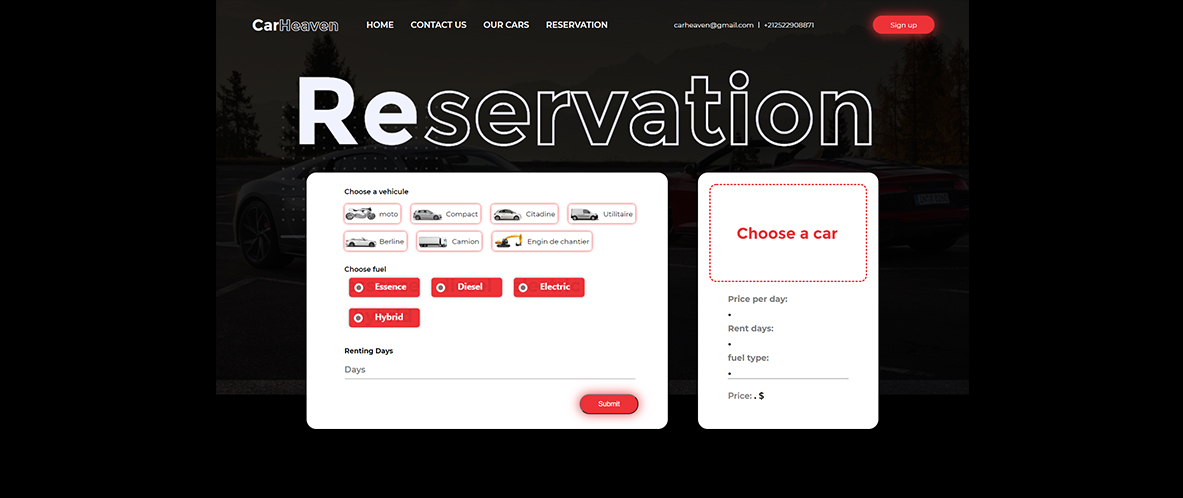 CarHeaven HOME CONTACT US OUR CARS RESERVATION carheaven@gmail.com | +212522908871 Sign up
Reservation
Choose a vehicule
moto Compact Citadine Utilitaire
Berline Camion Engin de chantier
Choose fuel
Essence Diesel Electric
Hybrid
Renting Days
Days
Submit
Choose a car
Price per day:
•
Rent days:
•
fuel type:
•
Price: . $